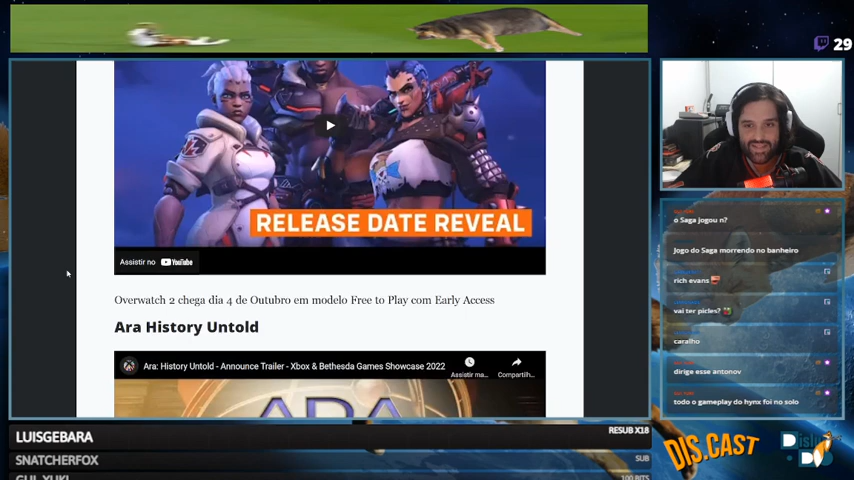 29
RELEASE DATE REVEAL
Assistir no YouTube
Overwatch 2 chega dia 4 de Outubro em modelo Free to Play com Early Access
Ara History Untold
Ara: History Untold - Announce Trailer - Xbox & Bethesda Games Showcase 2022
Assistir ma...
Compartilh...
ARA
o Saga jogou n?
Jogo do Saga morrendo no banheiro
rich evans
vai ter picles?
caralho
dirige esse antonov
todo o gameplay do hynx foi no solo
LUISGEBARA
RESUB X18
SNATCHERFOX
SUB
100 BITS
DIS.CAST